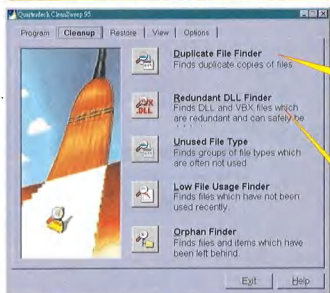 Quarterdeck CleanSweep 95
Program Cleanup Restore View Options
Duplicate File Finder
Finds duplicate copies of files.
Redundant DLL Finder
Finds DLL and VBX files which
are redundant and can safely be
Unused File Type
Finds groups of file types which
are often not used.
Low File Usage Finder
Finds files which have not been
used recently.
Orphan Finder
Finds files and items which have
been left behind.
Exit Help